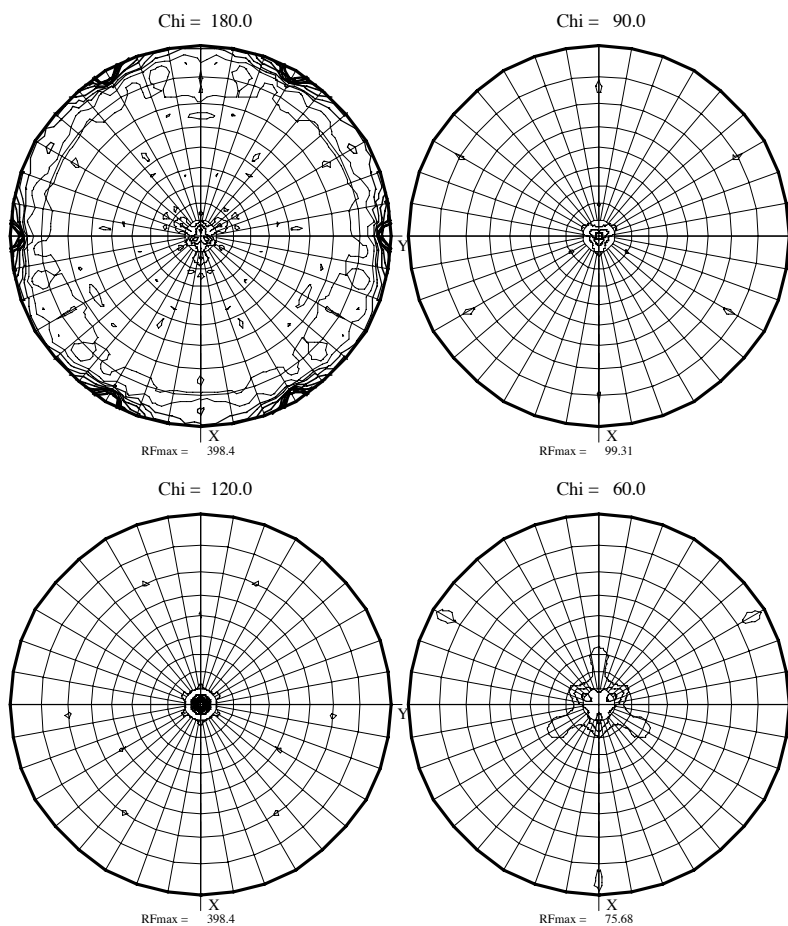 Chi = 180.0
Chi = 90.0
Y
X
X
RFmax = 398.4
RFmax = 99.31
Chi = 120.0
Chi = 60.0
Y
X
X
RFmax = 398.4
RFmax = 75.68